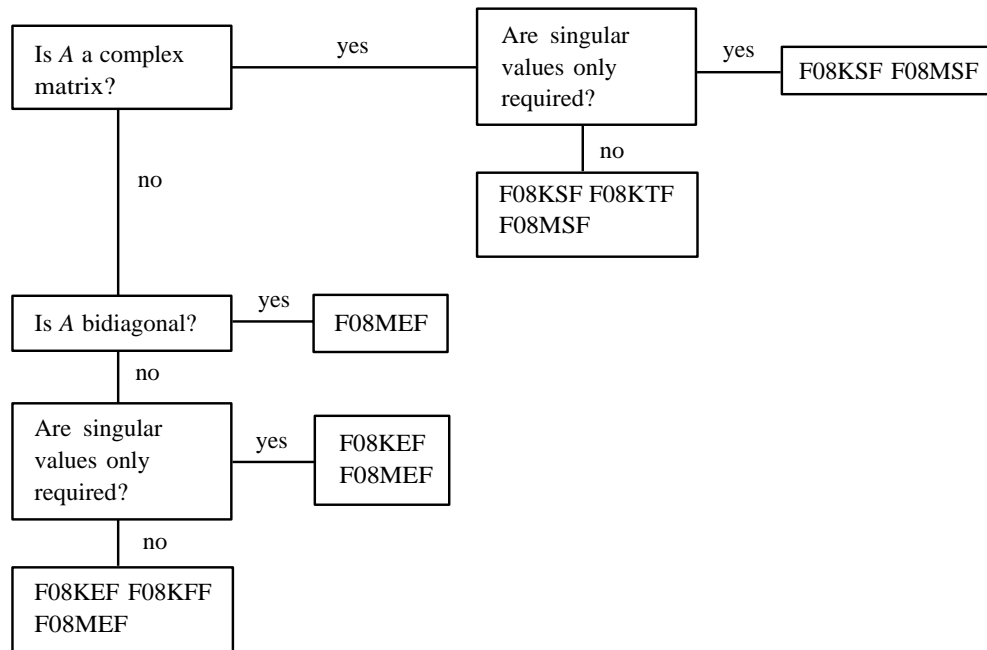 Is A a complex
matrix?
yes
Are singular
values only
required?
yes
F08KSF F08MSF
no
no
F08KSF F08KTF
F08MSF
Is A bidiagonal?
yes
F08MEF
no
Are singular
values only
required?
yes
F08KEF
F08MEF
no
F08KEF F08KFF
F08MEF